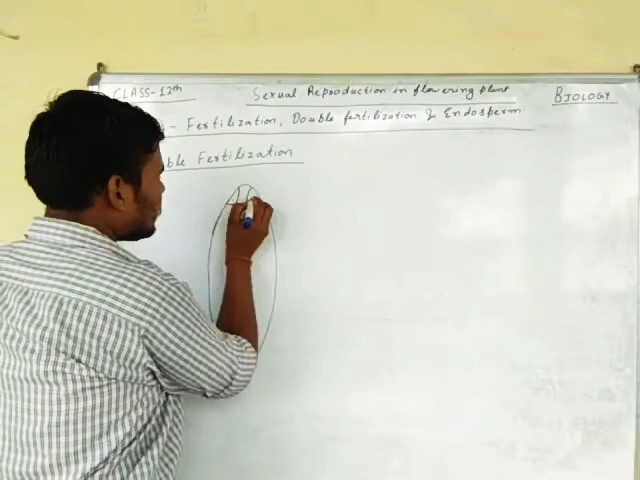 CLASS-12th Sexual Reproduction in flowering plant BIOLOGY
- Fertilization, Double fertilization & Endosperm
ble Fertilization